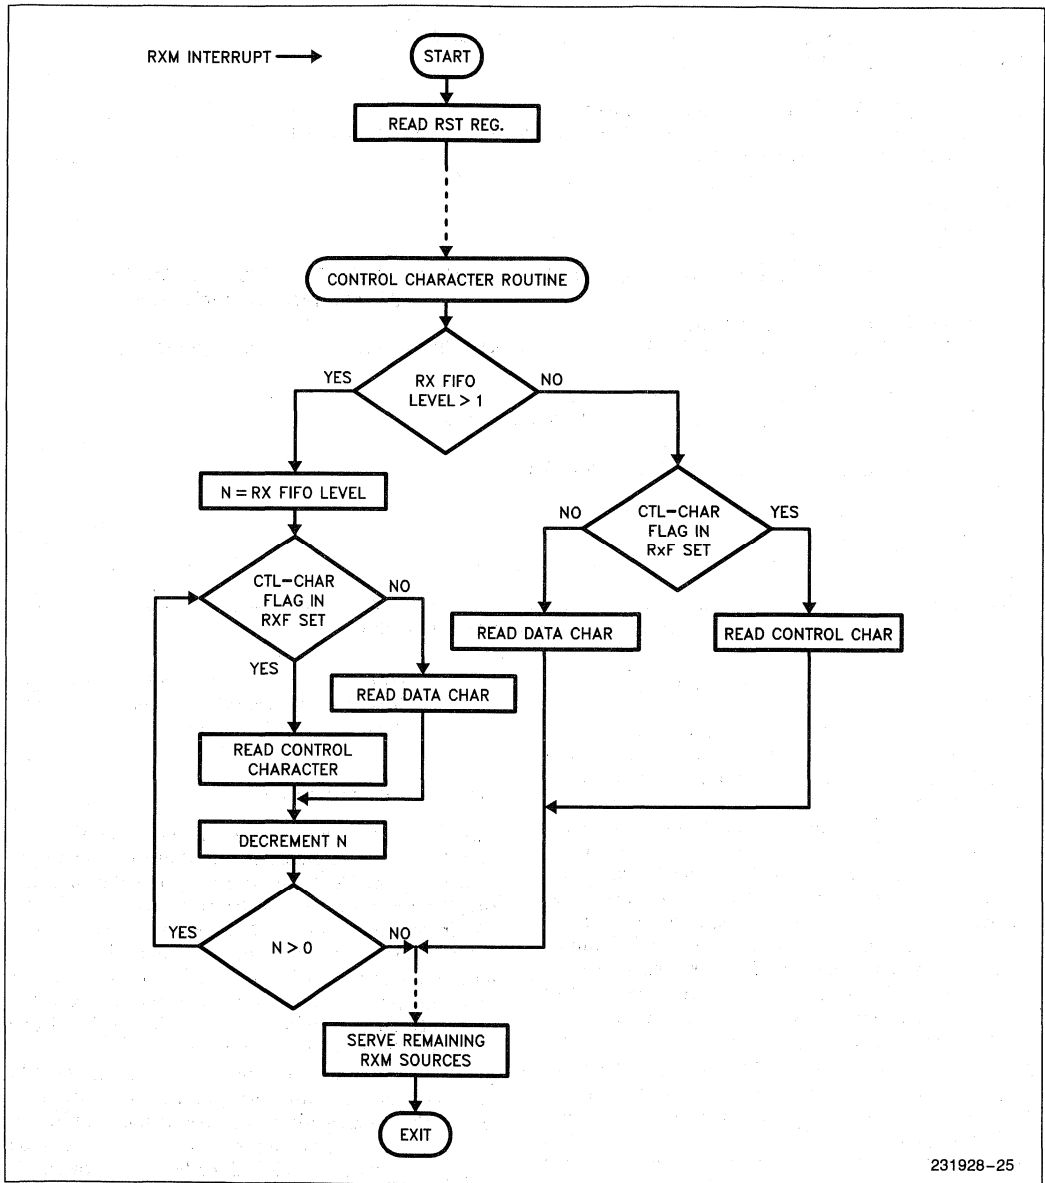 RXM INTERRUPT
START
READ RST REG.
CONTROL CHARACTER ROUTINE
YES
RX FIFO
LEVEL > 1
NO
N = RX FIFO LEVEL
NO
CTL-CHAR
FLAG IN
RxF SET
YES
CTL-CHAR
FLAG IN
RXF SET
NO
YES
READ DATA CHAR
READ CONTROL CHAR
READ DATA CHAR
READ CONTROL
CHARACTER
DECREMENT N
YES
N > 0
NO
SERVE REMAINING
RXM SOURCES
EXIT
231928-25